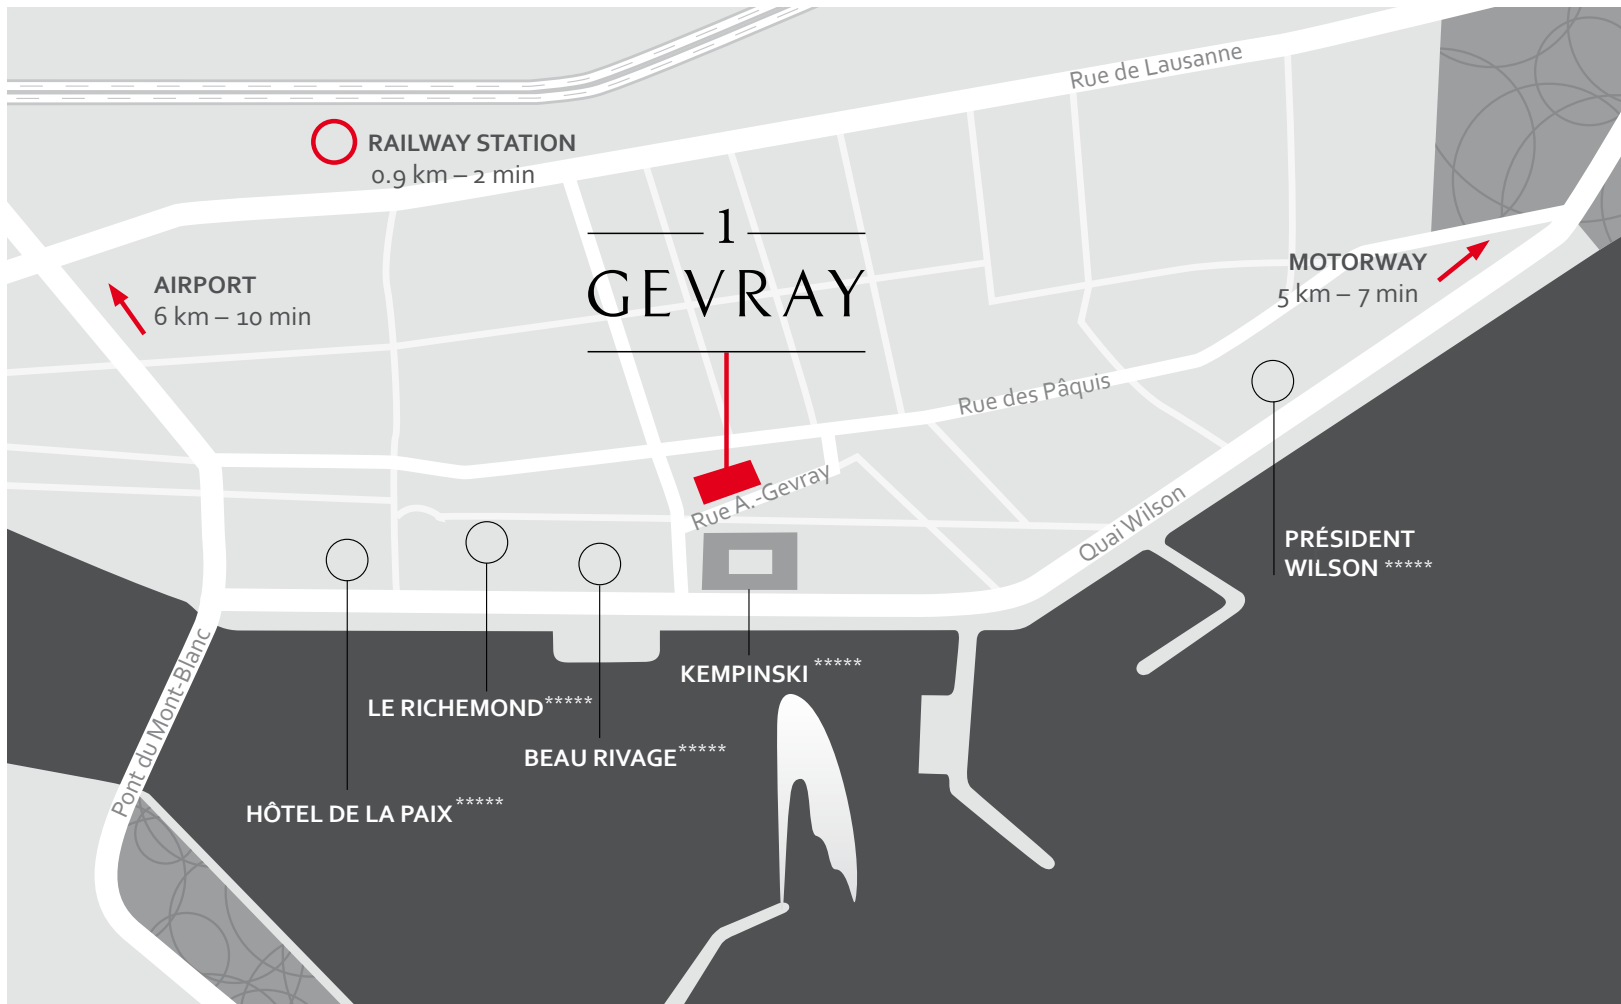 Rue de Lausanne
RAILWAY STATION
0.9 km – 2 min
1
GEVRAY
AIRPORT
6 km – 10 min
MOTORWAY
5 km – 7 min
Rue des Pâquis
Rue A.-Gevray
Quai Wilson
PRÉSIDENT
WILSON *****
Pont du Mont-Blanc
KEMPINSKI *****
LE RICHEMOND*****
BEAU RIVAGE*****
HÔTEL DE LA PAIX *****